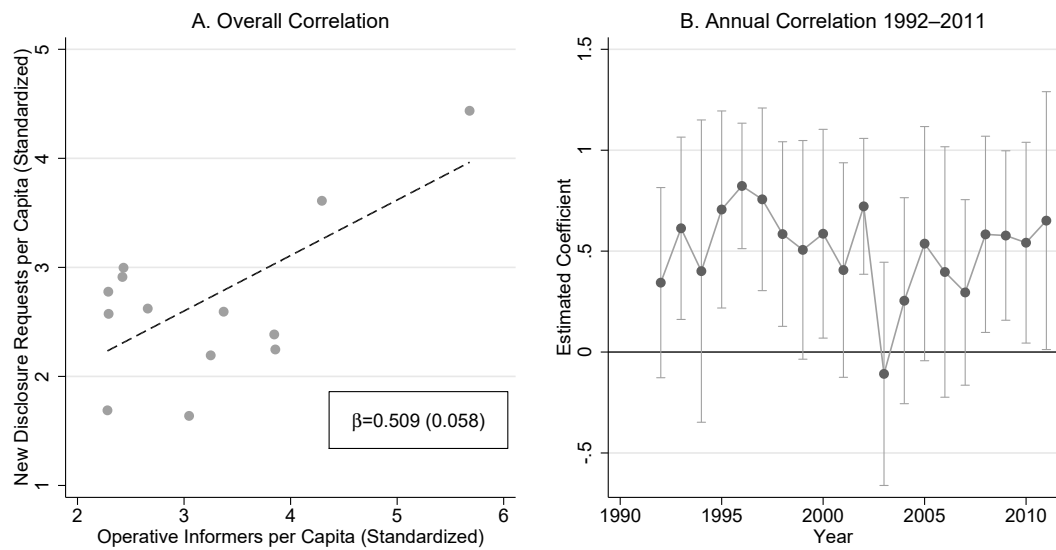 A. Overall Correlation
New Disclosure Requests per Capita (Standardized)
5
4
3
2
1
β=0.509 (0.058)
2 3 4 5 6
Operative Informers per Capita (Standardized)
B. Annual Correlation 1992–2011
Estimated Coefficient
1.5
1
.5
0
-.5
1990 1995 2000 2005 2010
Year